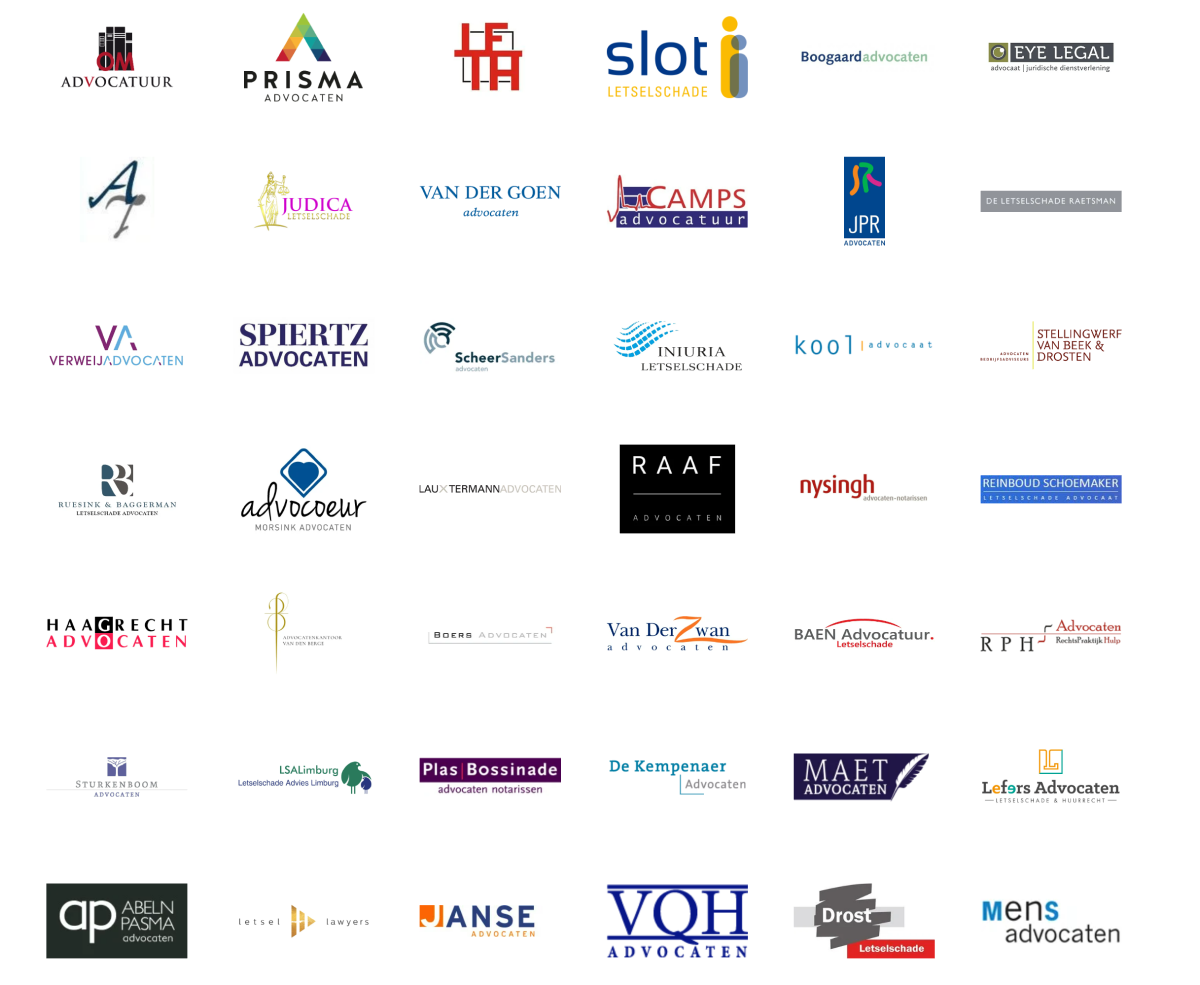 OM
ADVOCATUUR
PRISMA
ADVOCATEN
LETH
slot
LETSELSCHADE
Boogaardadvocaten
EYE LEGAL
advocaat | juridische dienstverlening
JUDICA
LETSELSCHADE
VAN DER GOEN
advocaten
CAMPS
advocatuur
JPR
ADVOCATEN
DE LETSELSCHADE RAETSMAN
VA
VERWEIJADVOCATEN
SPIERTZ
ADVOCATEN
ScheerSanders
advocaten
INIURIA
LETSELSCHADE
kool | advocaat
ADVOCATEN
BEDRIJFSADVISEURS
STELLINGWERF
VAN BEEK &
DROSTEN
RUESINK & BAGGERMAN
LETSELSCHADE ADVOCATEN
advocoeur
MORSINK ADVOCATEN
LAUXTERMANNADVOCATEN
RAAF
ADVOCATEN
nysingh
advocaten-notarissen
REINBOUD SCHOEMAKER
LETSELSCHADE ADVOCAAT
HAAGRECHT
ADVOCATEN
ADVOCATENKANTOOR
VAN DEN BERGE
BOERS ADVOCATEN
Van Der Zwan
advocaten
BAEN Advocatuur.
Letselschade
RPH
Advocaten
RechtsPraktijk Hulp
STURKENBOOM
ADVOCATEN
LSALimburg
Letselschade Advies Limburg
Plas|Bossinade
advocaten notarissen
De Kempenaer
Advocaten
MAET
ADVOCATEN
Lefers Advocaten
LETSELSCHADE & HUURRECHT
ap
ABELN
PASMA
advocaten
letsel lawyers
JANSE
ADVOCATEN
VQH
ADVOCATEN
Drost
Letselschade
Mens
advocaten